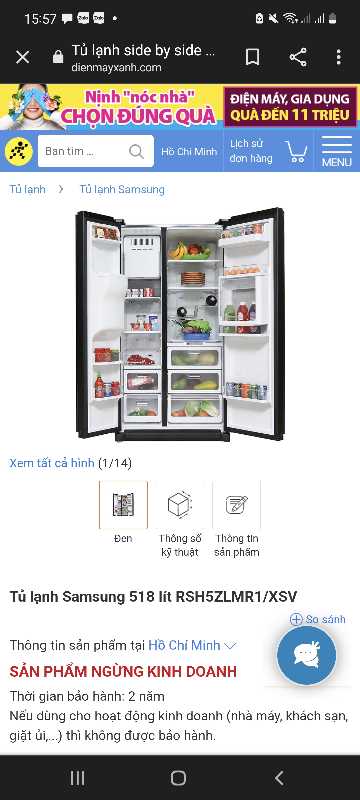 15:57
Zalo Zalo
Tủ lạnh side by side ...
dienmayxanh.com
Nịnh "nóc nhà"
CHỌN ĐÚNG QUÀ
ĐIỆN MÁY, GIA DỤNG
QUÀ ĐẾN 11 TRIỆU
Bạn tìm ...
Hồ Chí Minh
Lịch sử
đơn hàng
MENU
Tủ lạnh > Tủ lạnh Samsung
Xem tất cả hình (1/14)
Đen
Thông số
kỹ thuật
Thông tin
sản phẩm
Tủ lạnh Samsung 518 lít RSH5ZLMR1/XSV
So sánh
Thông tin sản phẩm tại Hồ Chí Minh
SẢN PHẨM NGỪNG KINH DOANH
Thời gian bảo hành: 2 năm
Nếu dùng cho hoạt động kinh doanh (nhà máy, khách sạn,
giặt ủi,...) thì không được bảo hành.